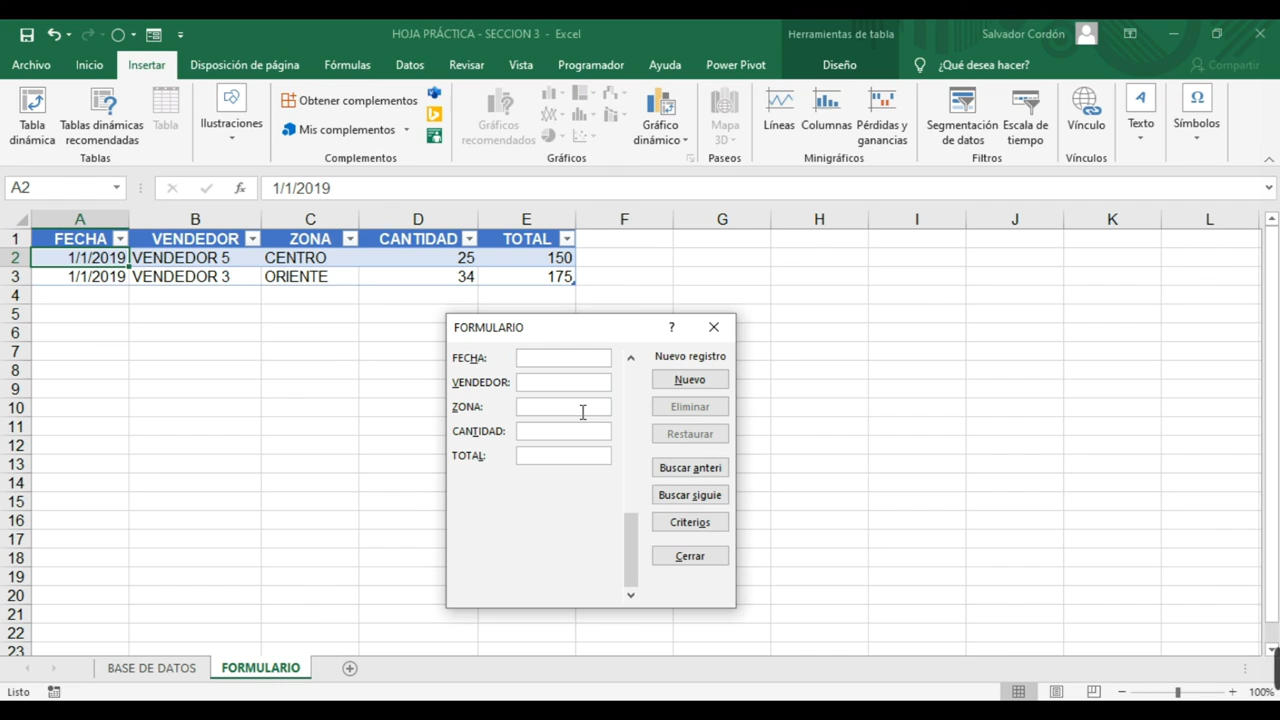 HOJA PRÁCTICA - SECCION 3 - Excel
Herramientas de tabla
Salvador Cordón
Archivo Inicio Insertar Disposición de página Fórmulas Datos Revisar Vista Programador Ayuda Power Pivot Diseño ¿Qué desea hacer? Compartir
Tabla dinámica
Tablas dinámicas recomendadas
Tabla
Tablas
Ilustraciones
Obtener complementos
Mis complementos
Complementos
Gráficos recomendados
Gráficos
Gráfico dinámico
Mapa 3D
Paseos
Líneas
Columnas
Pérdidas y ganancias
Minigráficos
Segmentación de datos
Escala de tiempo
Filtros
Vínculo
Vínculos
Texto
Símbolos
A2 fx 1/1/2019
A B C D E F G H I J K L
1 FECHA VENDEDOR ZONA CANTIDAD TOTAL
2 1/1/2019 VENDEDOR 5 CENTRO 25 150
3 1/1/2019 VENDEDOR 3 ORIENTE 34 175
4
5
6
7
8
9
10
11
12
13
14
15
16
17
18
19
20
21
22
23
FORMULARIO ?
FECHA:
VENDEDOR:
ZONA:
CANTIDAD:
TOTAL:
Nuevo registro
Nuevo
Eliminar
Restaurar
Buscar anteri
Buscar siguie
Criterios
Cerrar
BASE DE DATOS FORMULARIO
Listo 100%